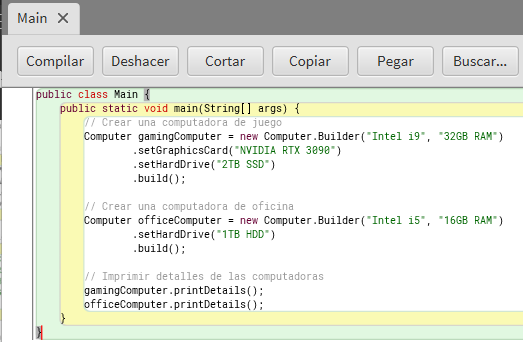 Main ×
Compilar Deshacer Cortar Copiar Pegar Buscar...
public class Main {
    public static void main(String[] args) {
        // Crear una computadora de juego
        Computer gamingComputer = new Computer.Builder("Intel i9", "32GB RAM")
                .setGraphicsCard("NVIDIA RTX 3090")
                .setHardDrive("2TB SSD")
                .build();

        // Crear una computadora de oficina
        Computer officeComputer = new Computer.Builder("Intel i5", "16GB RAM")
                .setHardDrive("1TB HDD")
                .build();

        // Imprimir detalles de las computadoras
        gamingComputer.printDetails();
        officeComputer.printDetails();
    }
}